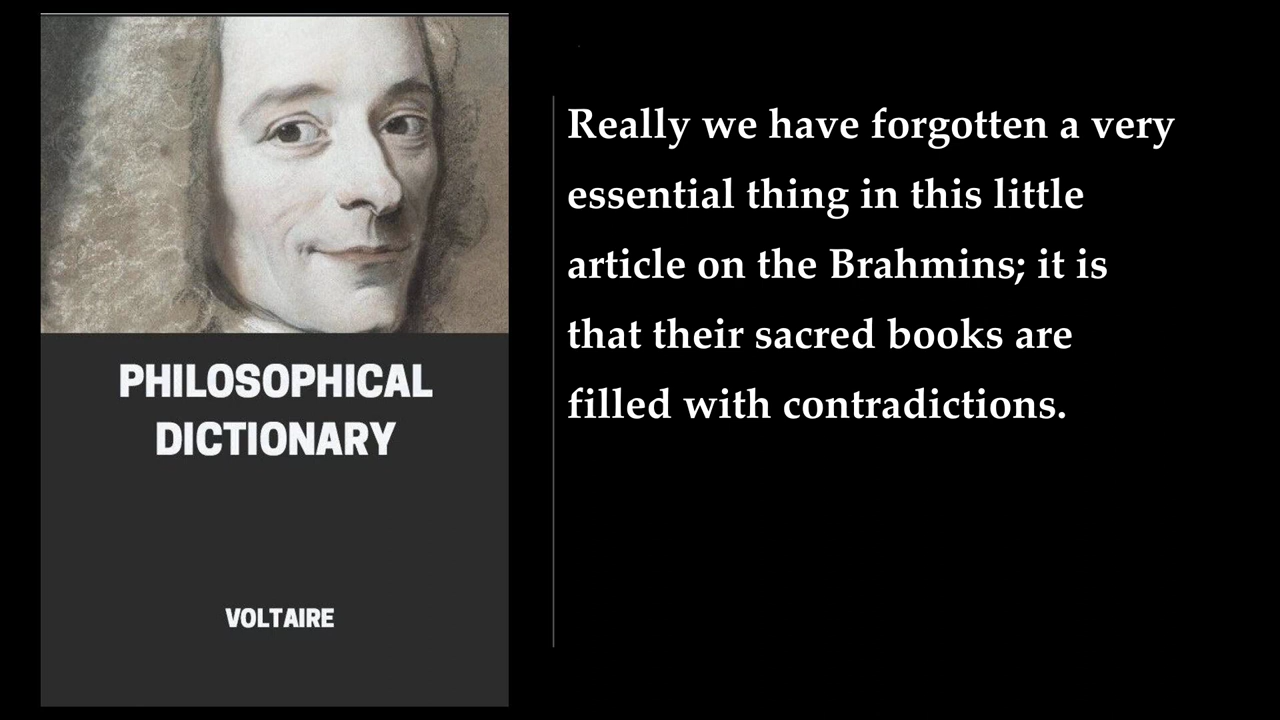 PHILOSOPHICAL
DICTIONARY
VOLTAIRE
Really we have forgotten a very
essential thing in this little
article on the Brahmins; it is
that their sacred books are
filled with contradictions.